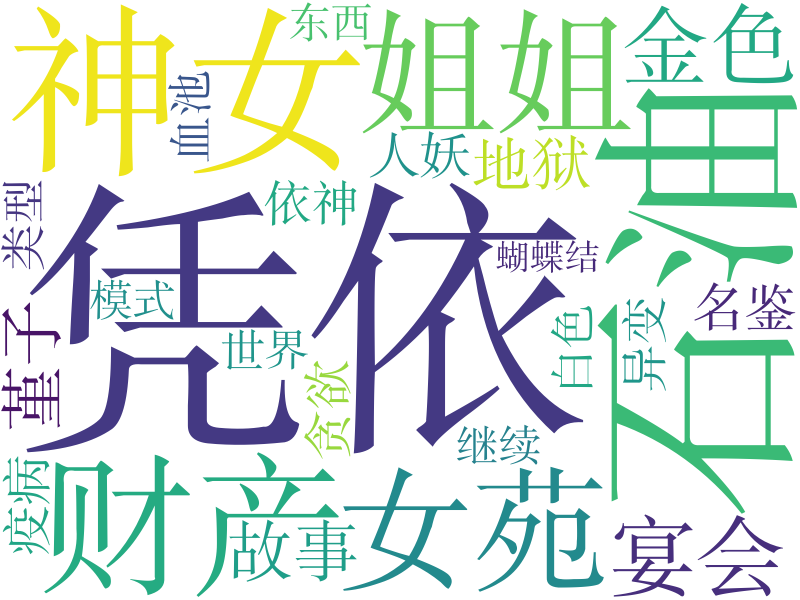 神女
东西
姐姐
金色
血池
人妖
地狱
石油
凭依
类型
依神
蝴蝶结
模式
世界
白色
异变
名鉴
堇子
贪欲
继续
疫病
财产
故事
女苑
宴会